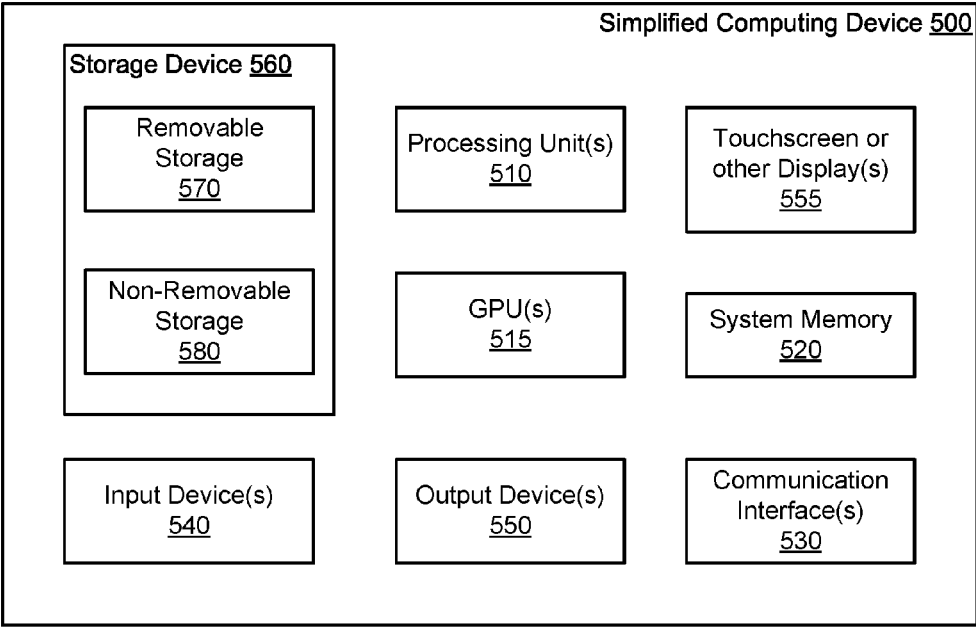 Simplified Computing Device 500
Storage Device 560
Removable
Storage
570
Processing Unit(s)
510
Touchscreen or
other Display(s)
555
Non-Removable
Storage
580
GPU(s)
515
System Memory
520
Input Device(s)
540
Output Device(s)
550
Communication
Interface(s)
530